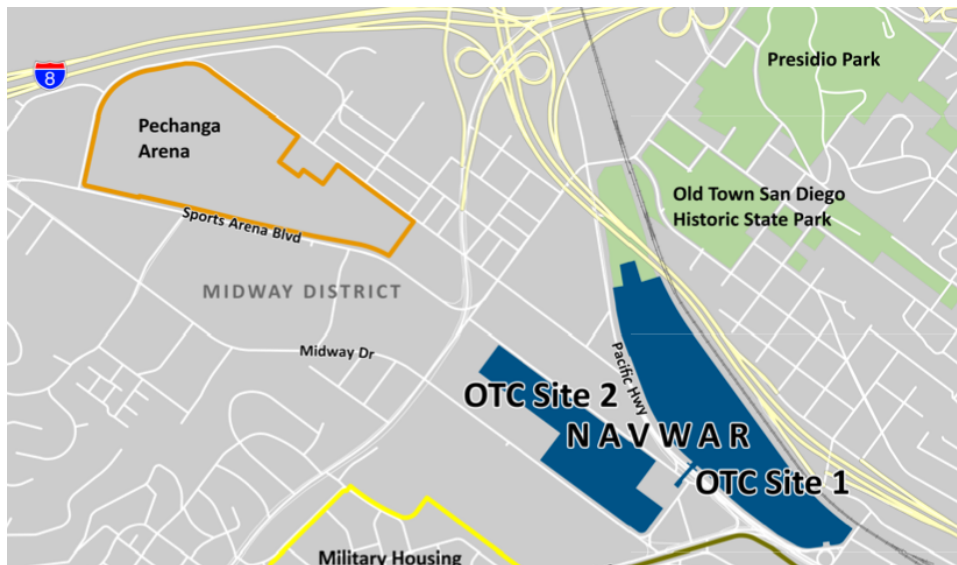 Presidio Park
8
Pechanga
Arena
Old Town San Diego
Historic State Park
Sports Arena Blvd
MIDWAY DISTRICT
Midway Dr
Pacific Hwy
OTC Site 2
NAVWAR
OTC Site 1
Military Housing